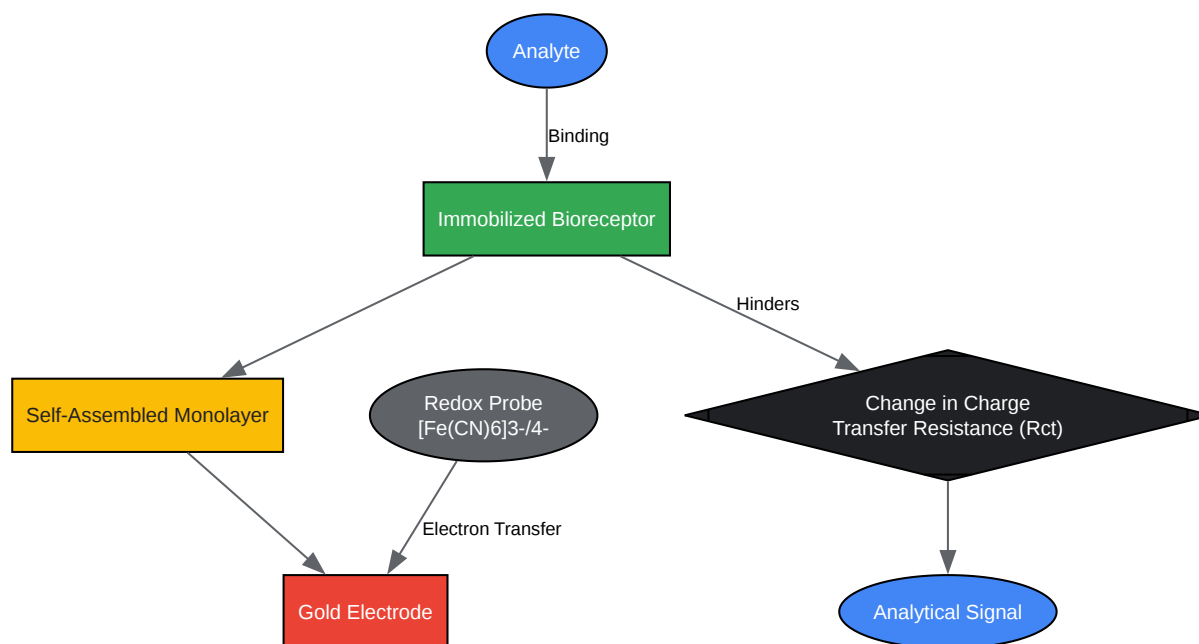 Analyte
Binding
Immobilized Bioreceptor
Hinders
Self-Assembled Monolayer
Redox Probe
[Fe(CN)6]3-/4-
Change in Charge
Transfer Resistance (Rct)
Electron Transfer
Gold Electrode
Analytical Signal